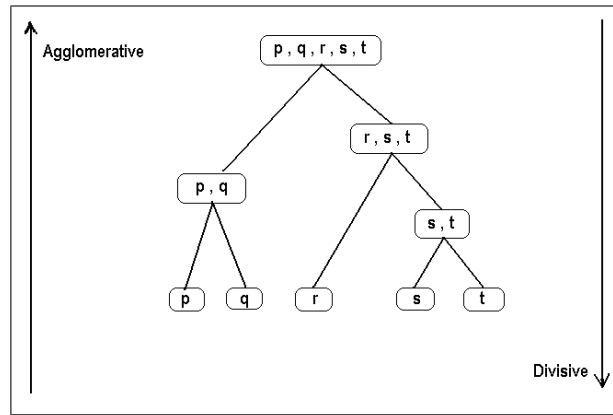 Agglomerative
p , q , r , s , t
r , s , t
p , q
s , t
p q r s t
Divisive